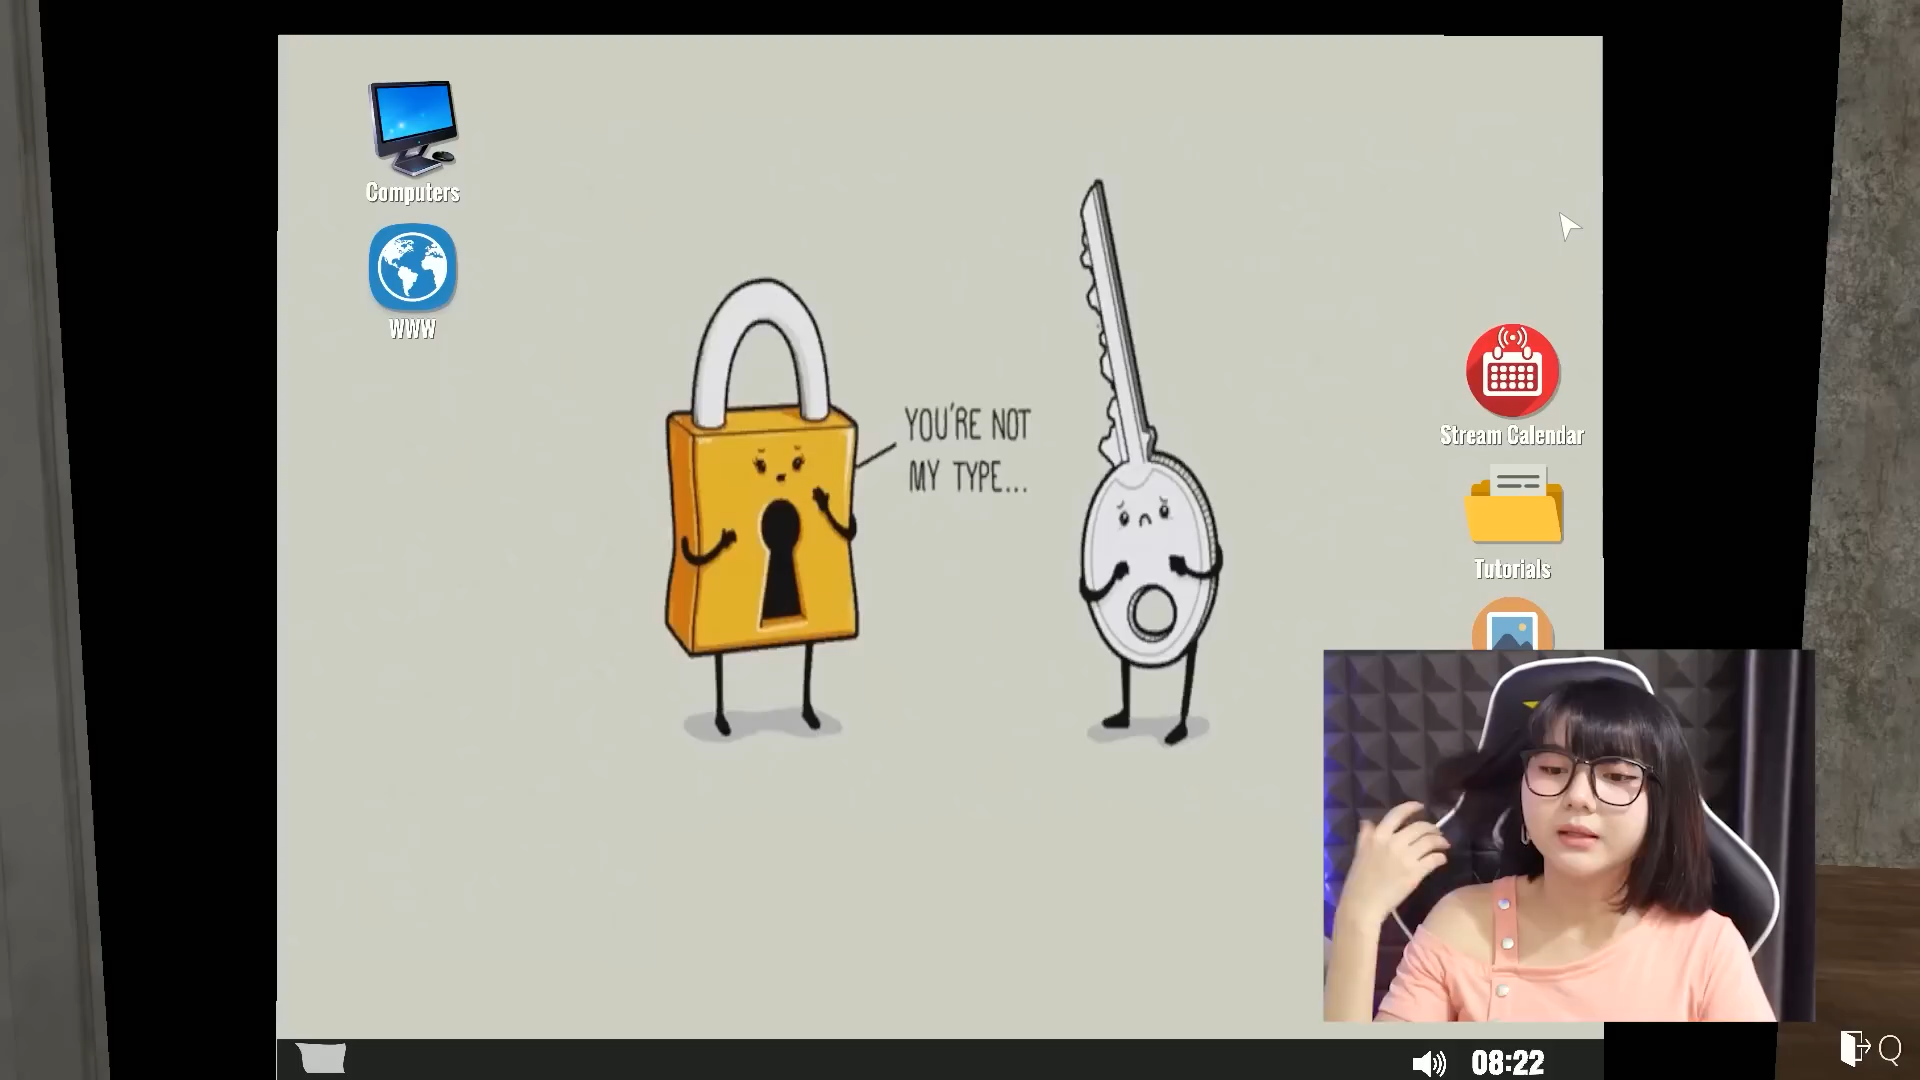 Computers
WWW
YOU'RE NOT
MY TYPE...
Stream Calendar
Tutorials
08:22
Q